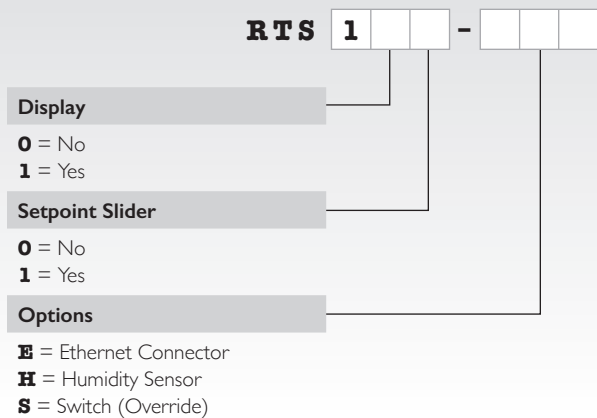 RTS 1 -
Display
0 = No
1 = Yes
Setpoint Slider
0 = No
1 = Yes
Options
E = Ethernet Connector
H = Humidity Sensor
S = Switch (Override)